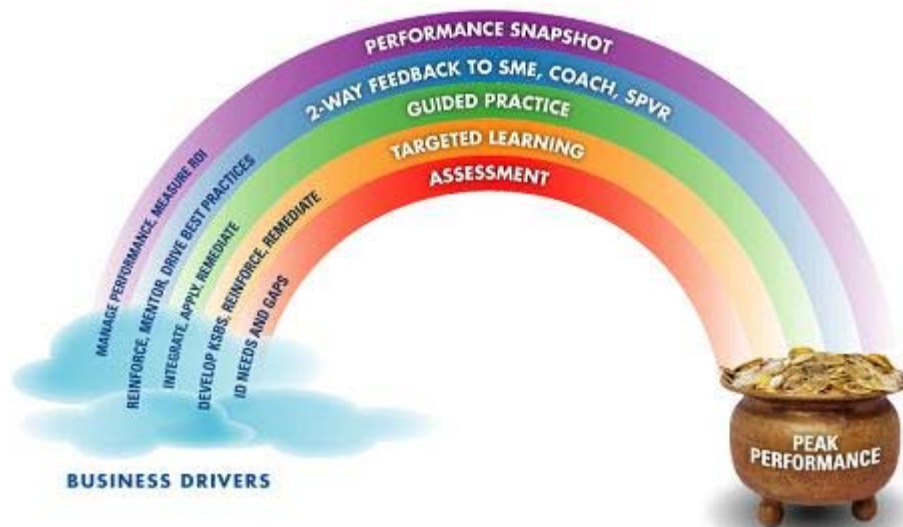 PERFORMANCE SNAPSHOT
2-WAY FEEDBACK TO SME, COACH, SPVR
GUIDED PRACTICE
TARGETED LEARNING
ASSESSMENT
MANAGE PERFORMANCE, MEASURE ROI
REINFORCE, MENTOR, DRIVE BEST PRACTICES
INTEGRATE, APPLY, REMEDIATE
DEVELOP KSBS, REINFORCE, REMEDIATE
ID NEEDS AND GAPS
BUSINESS DRIVERS
PEAK
PERFORMANCE